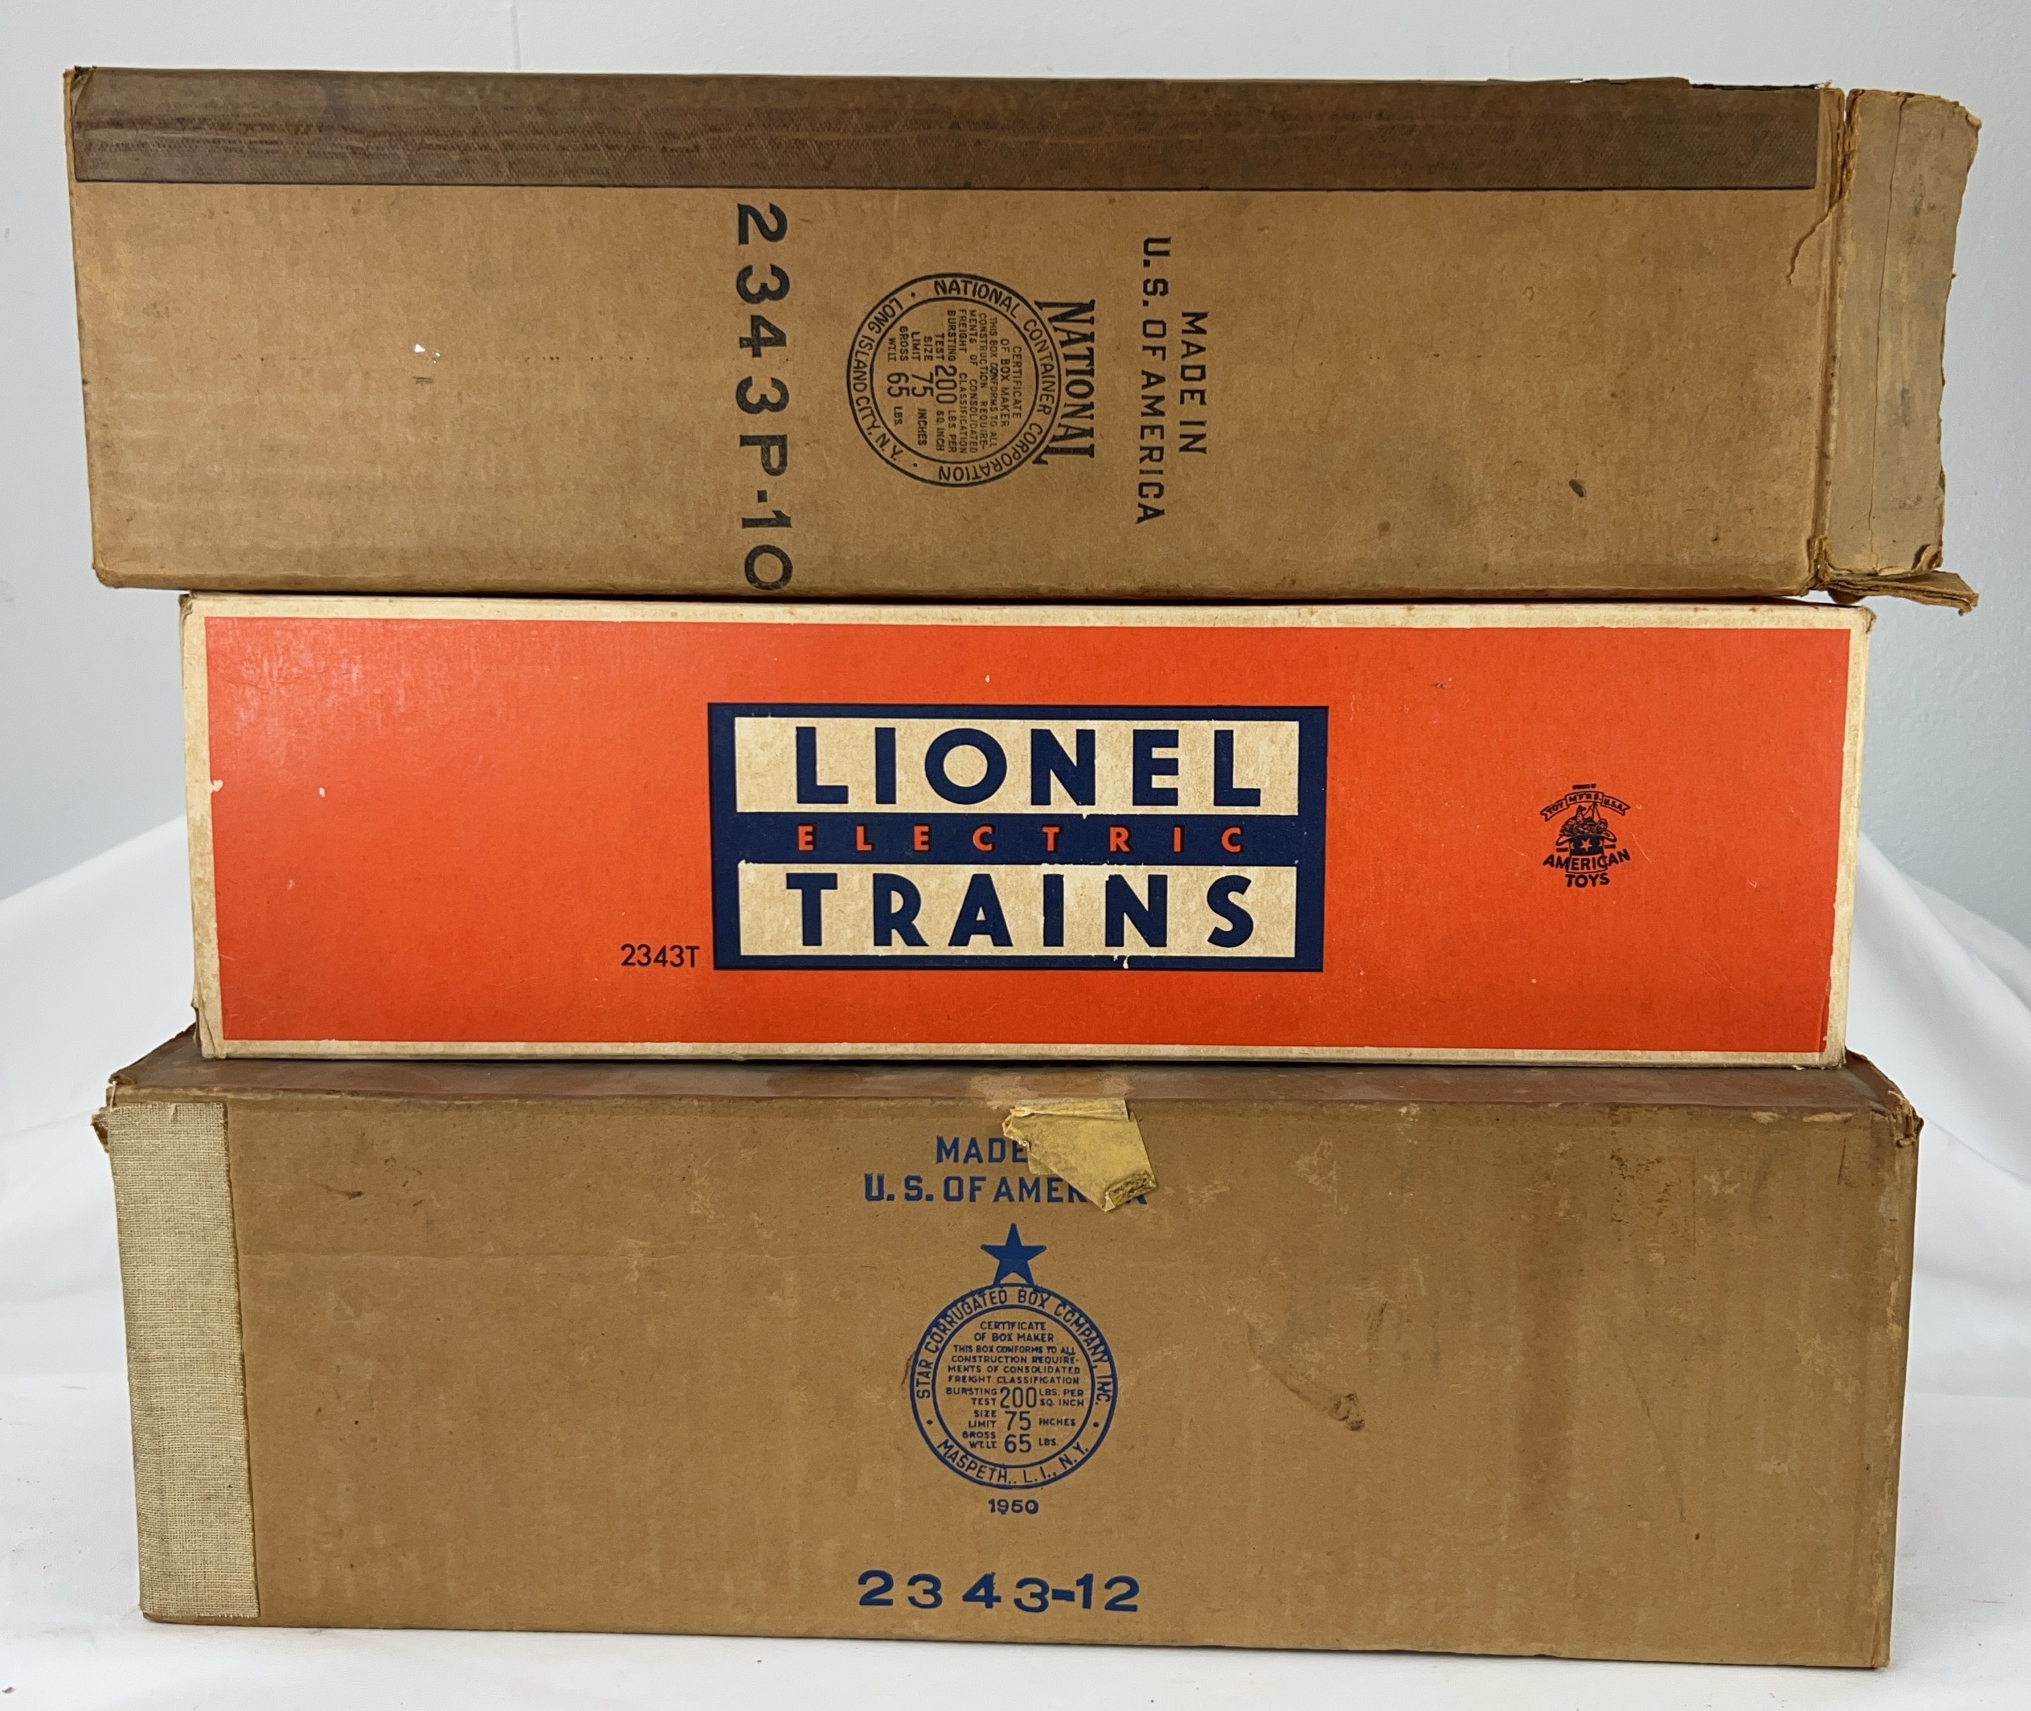 2343P-10
NATIONAL CONTAINER CORPORATION
LONG ISLAND CITY, N.Y.
CERTIFICATE
OF BOX MAKER
THIS BOX CONFORMS TO ALL
CONSTRUCTION REQUIRE-
MENTS OF CONSOLIDATED
FREIGHT CLASSIFICATION
BURSTING TEST 200 LBS. PER SQ. INCH
SIZE LIMIT 75 INCHES
GROSS WT. LT. 65 LBS.
NATIONAL
MADE IN
U.S. OF AMERICA
LIONEL
ELECTRIC
TRAINS
2343T
TOY M'F'R'S. U.S.A.
AMERICAN
TOYS
MADE
U.S. OF AMER
STAR CORRUGATED BOX COMPANY, INC.
CERTIFICATE
OF BOX MAKER
THIS BOX CONFORMS TO ALL
CONSTRUCTION REQUIRE-
MENTS OF CONSOLIDATED
FREIGHT CLASSIFICATION
BURSTING TEST 200 LBS. PER SQ. INCH
SIZE LIMIT 75 INCHES
GROSS WT. LT. 65 LBS.
MASPETH., L. I., N. Y.
1950
2343-12